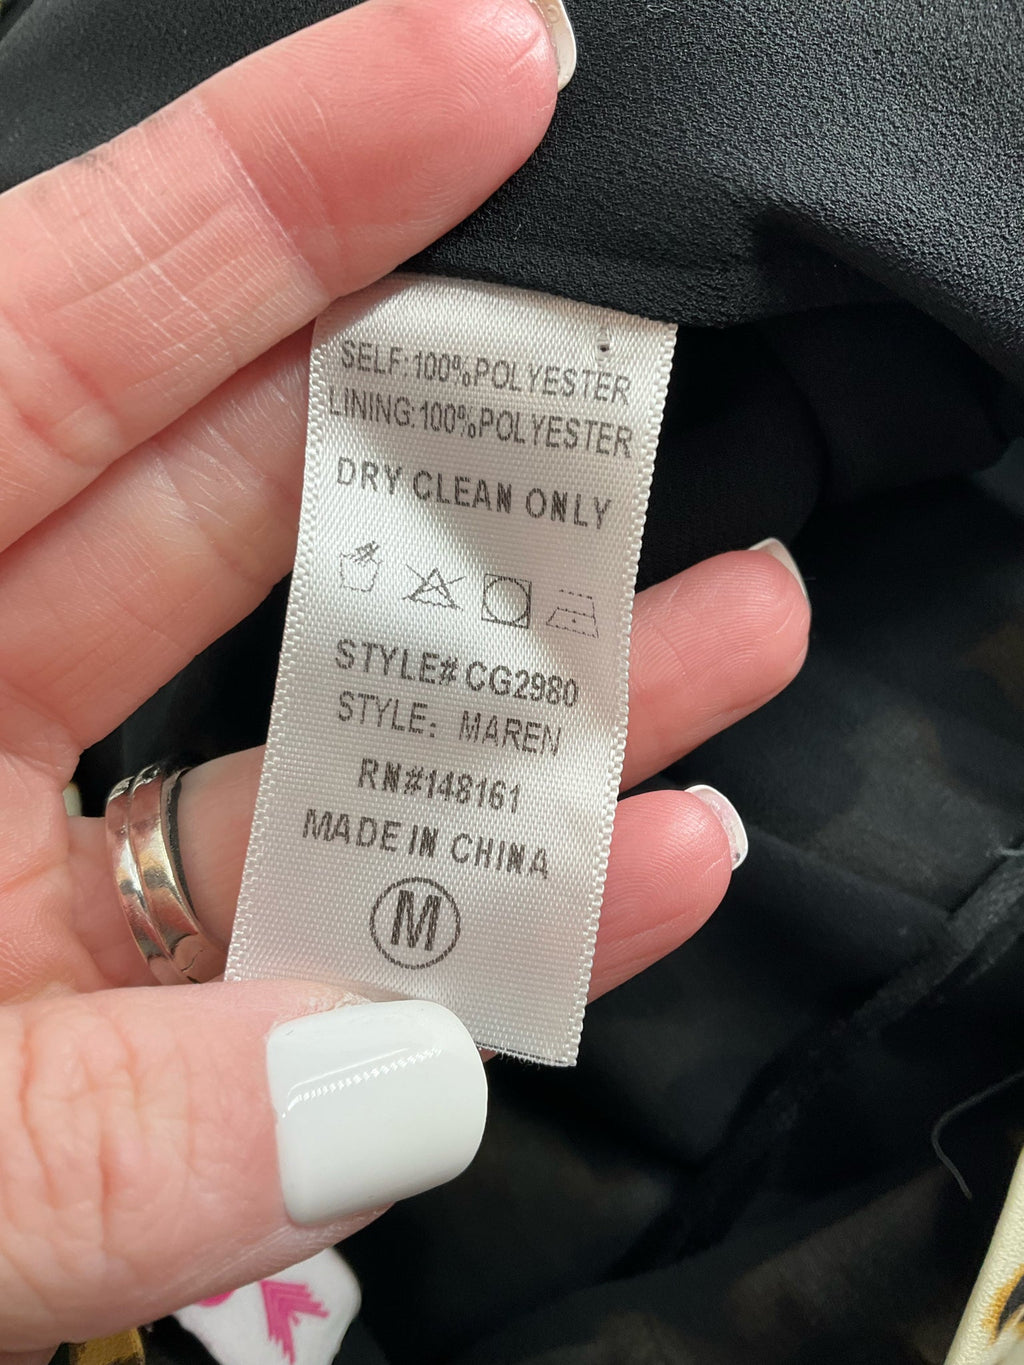 SELF:100%POLYESTER
LINING:100%POLYESTER
DRY CLEAN ONLY
STYLE# CG2980
STYLE: MAREN
RN#148161
MADE IN CHINA
M